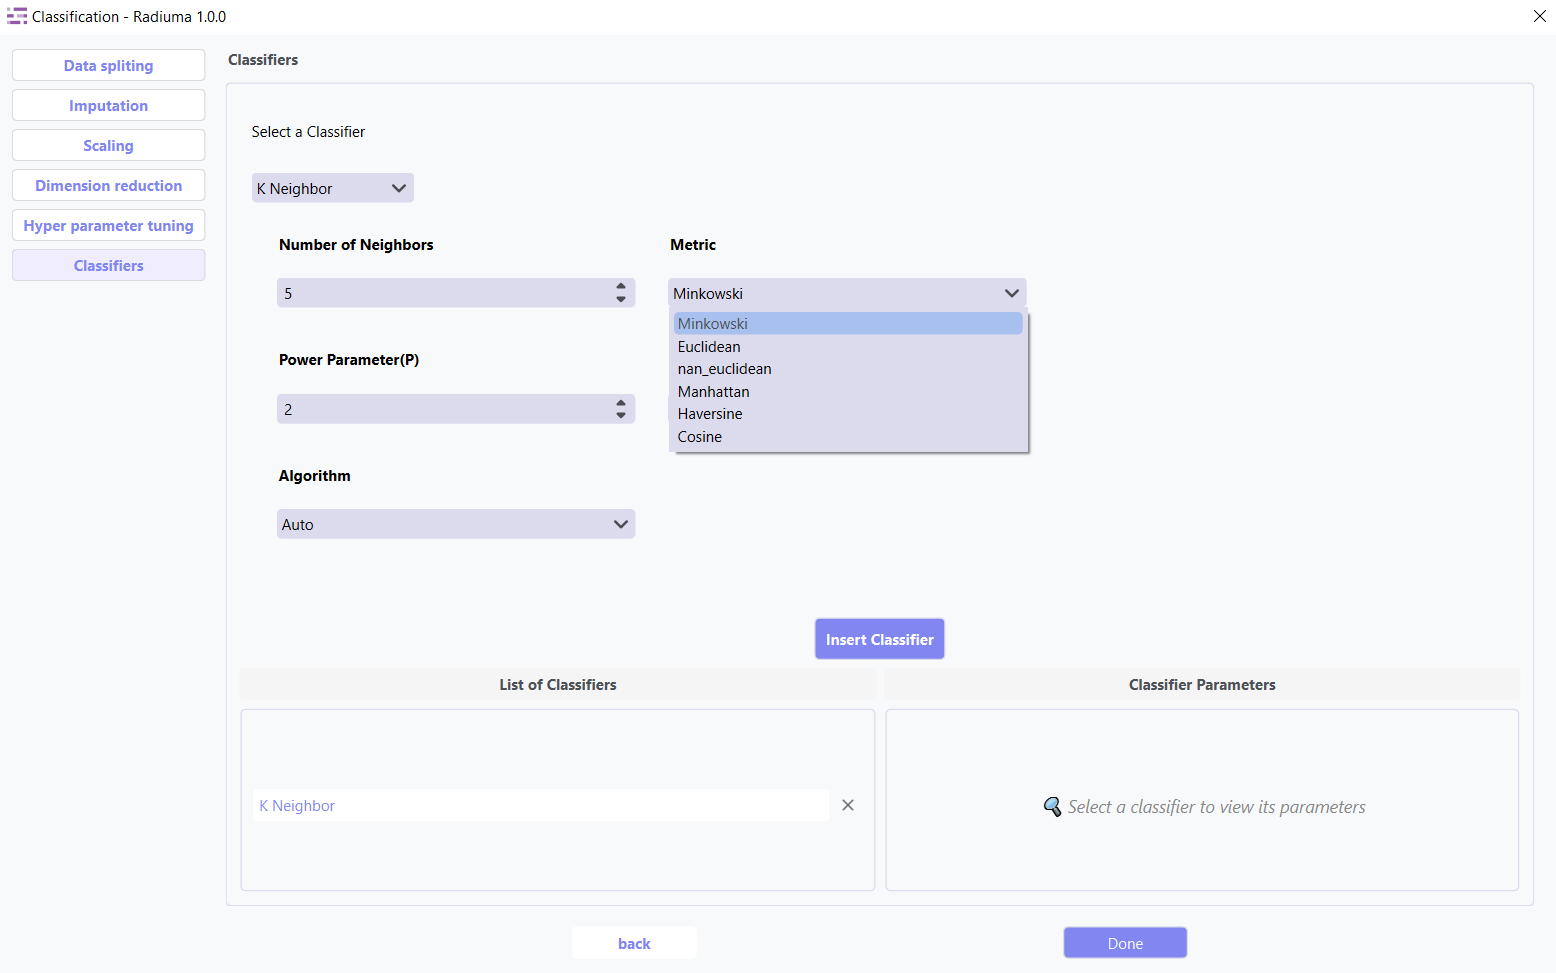 Classification - Radiuma 1.0.0
Data spliting
Imputation
Scaling
Dimension reduction
Hyper parameter tuning
Classifiers
Classifiers
Select a Classifier
K Neighbor
Number of Neighbors
Metric
5
Minkowski
Minkowski
Euclidean
nan_euclidean
Manhattan
Haversine
Cosine
Power Parameter(P)
2
Algorithm
Auto
Insert Classifier
List of Classifiers
Classifier Parameters
K Neighbor
Select a classifier to view its parameters
back
Done